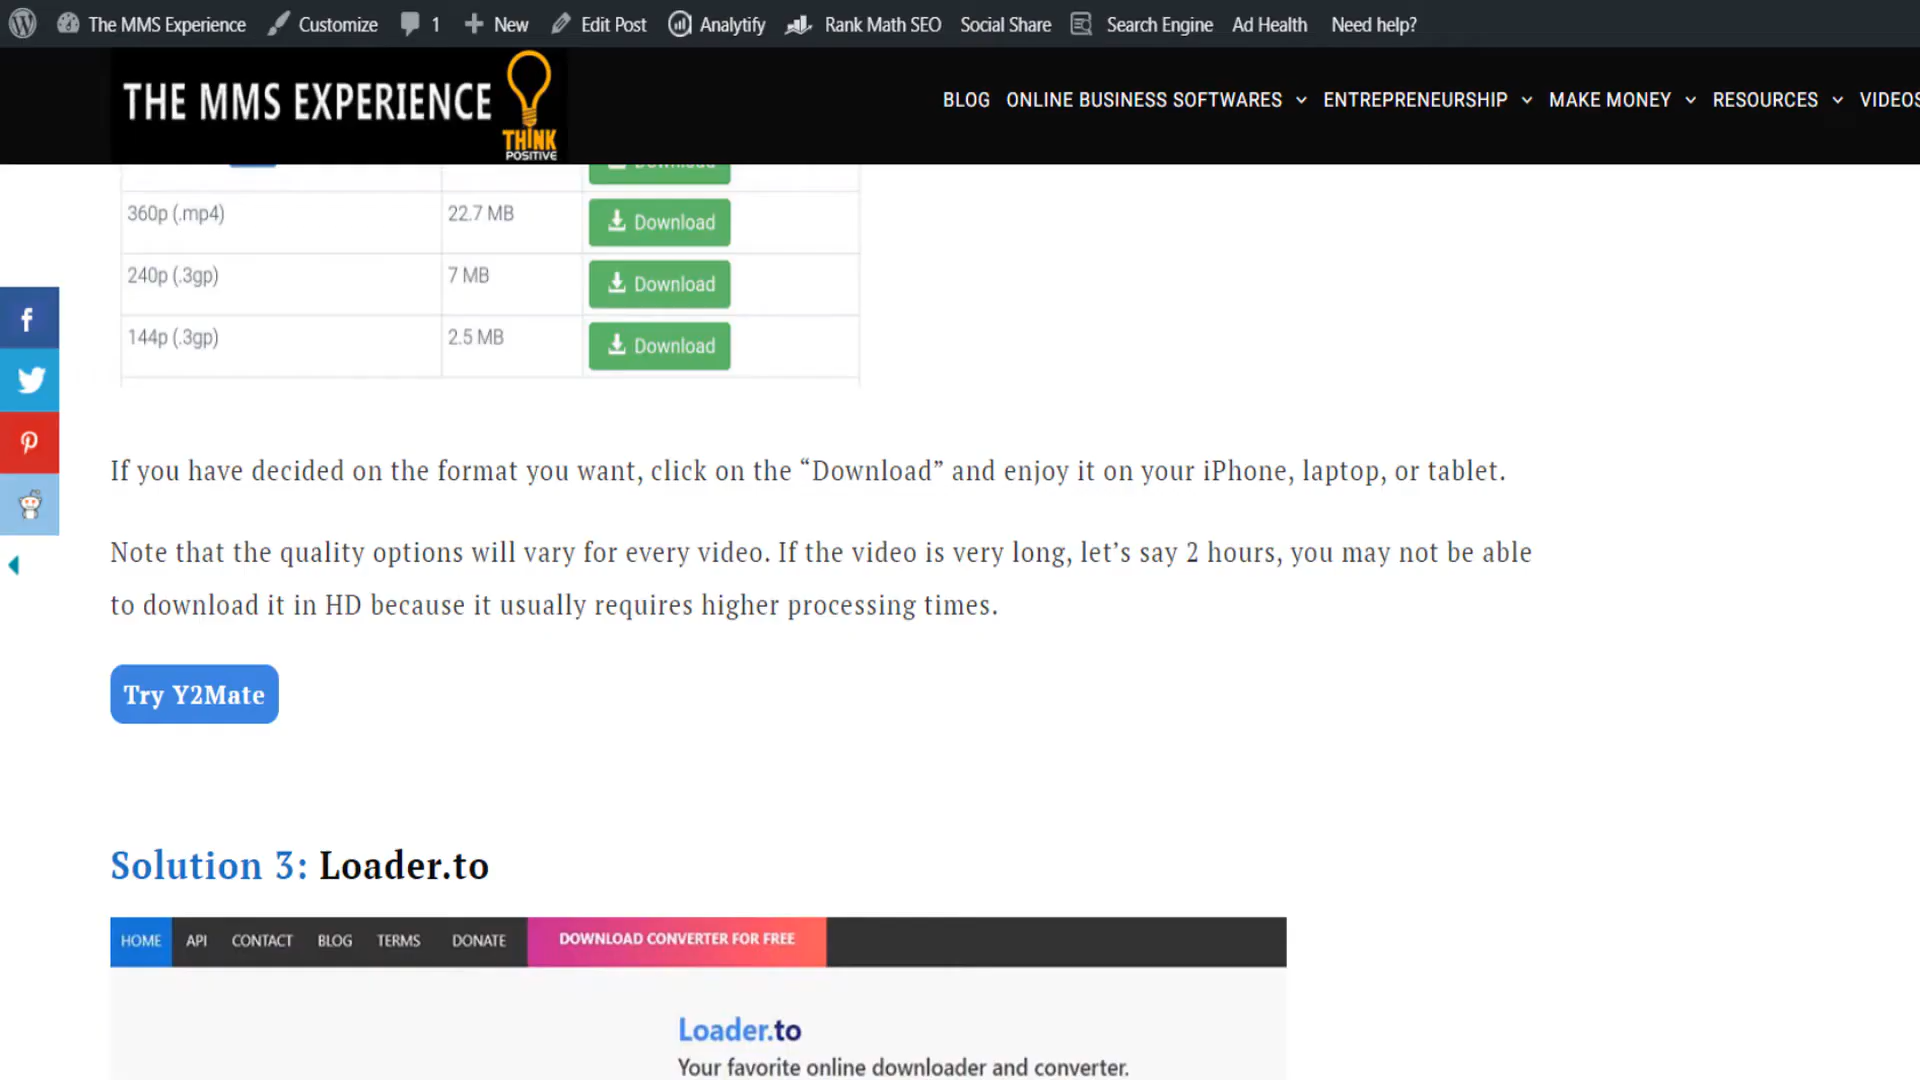 The MMS Experience Customize 1 New Edit Post Analytify Rank Math SEO Social Share Search Engine Ad Health Need help?
THE MMS EXPERIENCE THINK POSITIVE BLOG ONLINE BUSINESS SOFTWARES ENTREPRENEURSHIP MAKE MONEY RESOURCES VIDEOS
Download
360p (.mp4) 22.7 MB Download
240p (.3gp) 7 MB Download
144p (.3gp) 2.5 MB Download
If you have decided on the format you want, click on the “Download” and enjoy it on your iPhone, laptop, or tablet.
Note that the quality options will vary for every video. If the video is very long, let’s say 2 hours, you may not be able
to download it in HD because it usually requires higher processing times.
Try Y2Mate
Solution 3: Loader.to
HOME API CONTACT BLOG TERMS DONATE DOWNLOAD CONVERTER FOR FREE
Loader.to
Your favorite online downloader and converter.